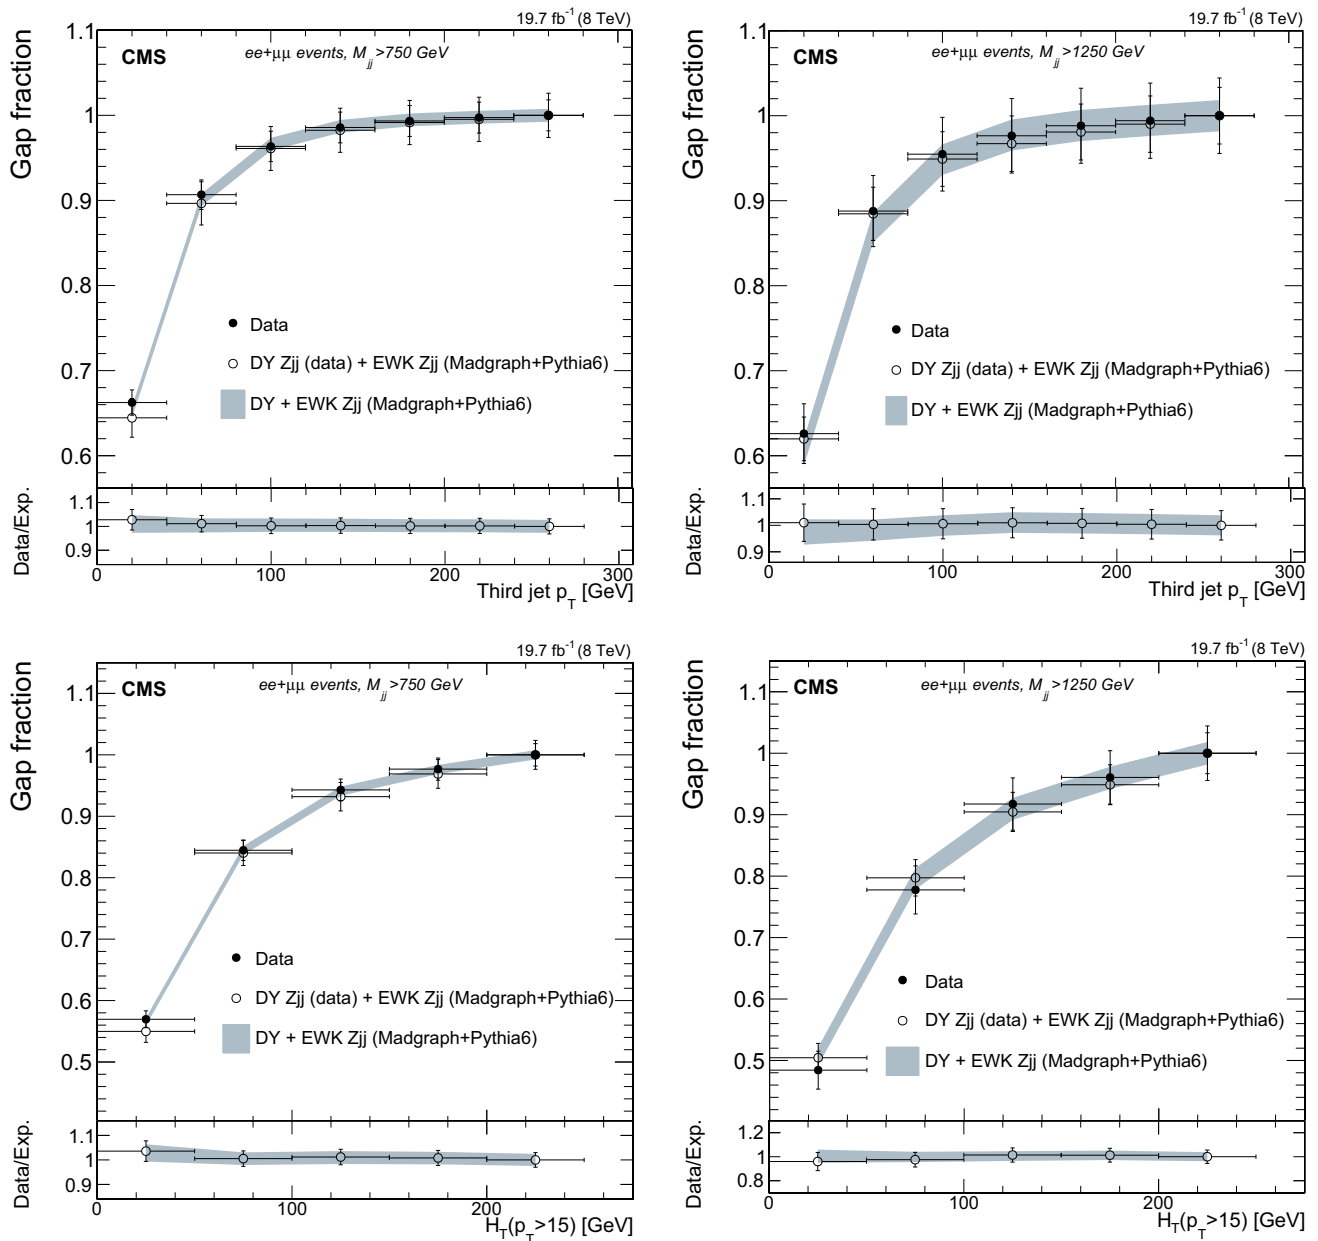 19.7 fb⁻¹ (8 TeV)
CMS
ee+μμ events, M_jj >750 GeV
Gap fraction
1.1
1
0.9
0.8
0.7
0.6
Data
DY Zjj (data) + EWK Zjj (Madgraph+Pythia6)
DY + EWK Zjj (Madgraph+Pythia6)
Data/Exp.
1.1
1
0.9
0 100 200 300
Third jet p_T [GeV]
19.7 fb⁻¹ (8 TeV)
CMS
ee+μμ events, M_jj >1250 GeV
Gap fraction
1.1
1
0.9
0.8
0.7
0.6
Data
DY Zjj (data) + EWK Zjj (Madgraph+Pythia6)
DY + EWK Zjj (Madgraph+Pythia6)
Data/Exp.
1.1
1
0.9
0 100 200 300
Third jet p_T [GeV]
19.7 fb⁻¹ (8 TeV)
CMS
ee+μμ events, M_jj >750 GeV
Gap fraction
1.1
1
0.9
0.8
0.7
0.6
0.5
Data
DY Zjj (data) + EWK Zjj (Madgraph+Pythia6)
DY + EWK Zjj (Madgraph+Pythia6)
Data/Exp.
1.1
1
0.9
0 100 200
H_T(p_T>15) [GeV]
19.7 fb⁻¹ (8 TeV)
CMS
ee+μμ events, M_jj >1250 GeV
Gap fraction
1.1
1
0.9
0.8
0.7
0.6
0.5
Data
DY Zjj (data) + EWK Zjj (Madgraph+Pythia6)
DY + EWK Zjj (Madgraph+Pythia6)
Data/Exp.
1.2
1
0.8
0 100 200
H_T(p_T>15) [GeV]